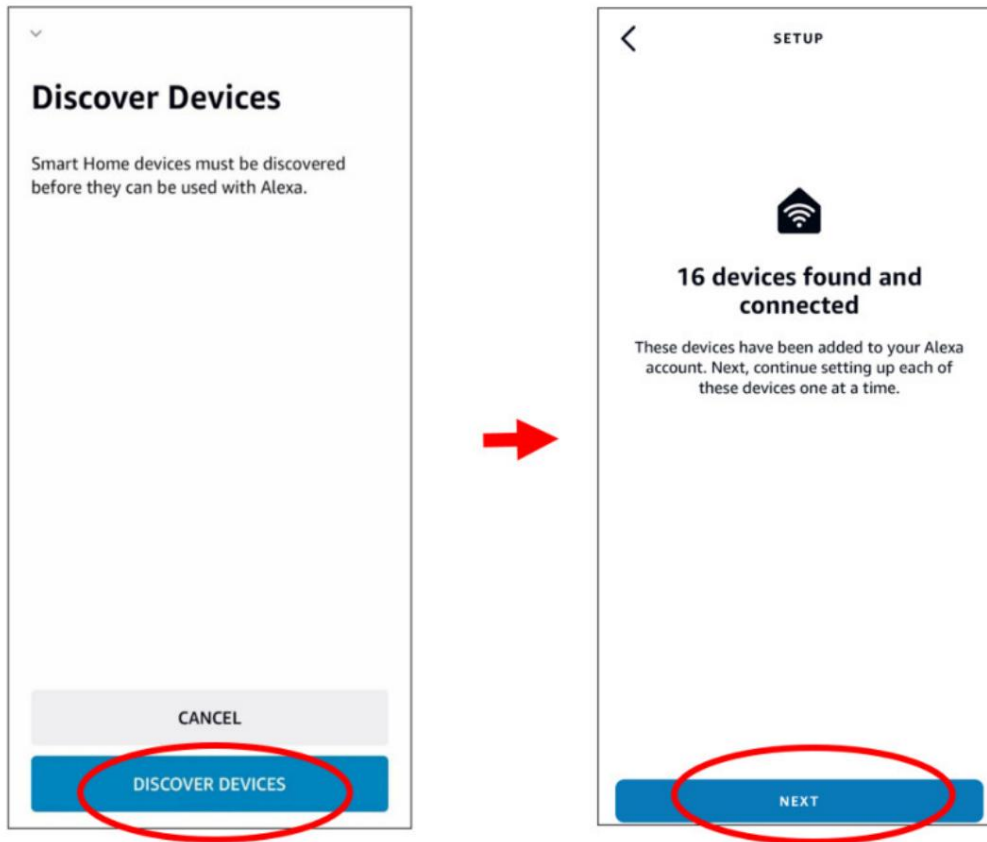 Discover Devices
Smart Home devices must be discovered
before they can be used with Alexa.
CANCEL
DISCOVER DEVICES
SETUP
16 devices found and
connected
These devices have been added to your Alexa
account. Next, continue setting up each of
these devices one at a time.
NEXT